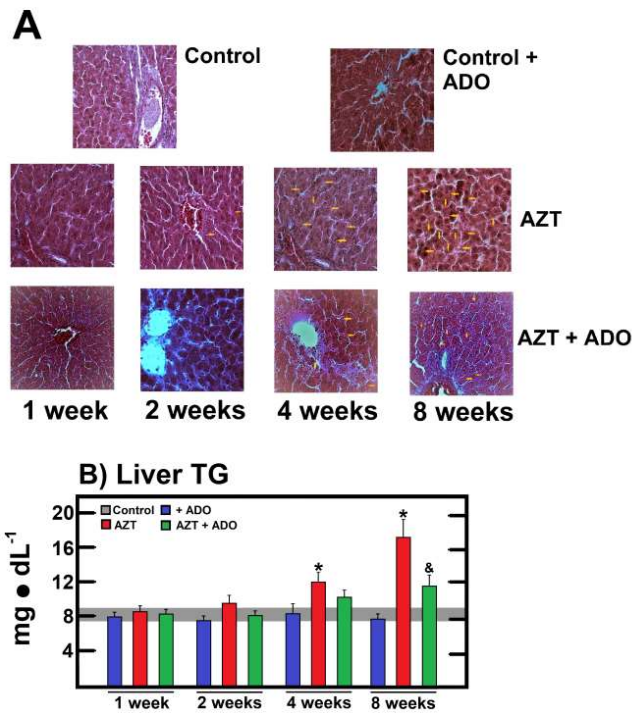 A
Control
Control +
ADO
AZT
AZT + ADO
1 week 2 weeks 4 weeks 8 weeks
B) Liver TG
Control + ADO
AZT AZT + ADO
mg ● dL⁻¹
20
16
12
8
4
*
*
&
1 week 2 weeks 4 weeks 8 weeks